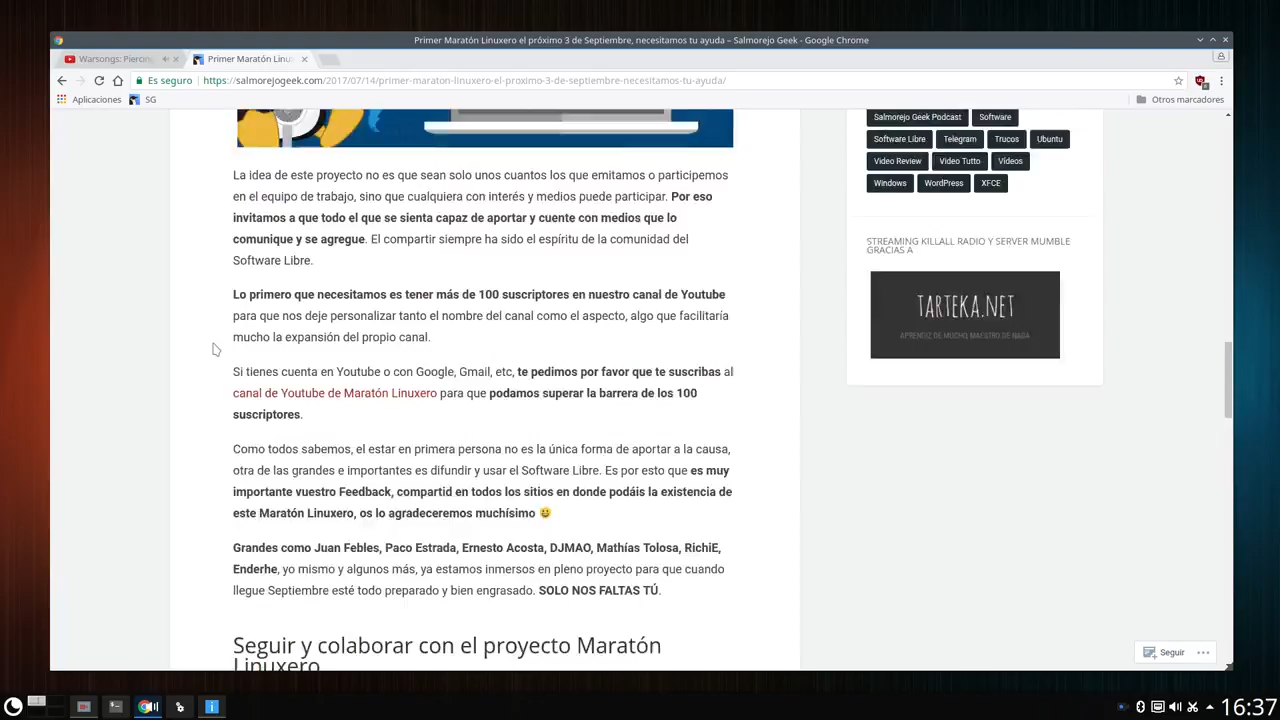 Primer Maratón Linuxero el próximo 3 de Septiembre, necesitamos tu ayuda – Salmorejo Geek - Google Chrome
Warsongs: Piercing
Primer Maratón Linux
Es seguro
https://salmorejogeek.com/2017/07/14/primer-maraton-linuxero-el-proximo-3-de-septiembre-necesitamos-tu-ayuda/
Aplicaciones
SG
Otros marcadores
La idea de este proyecto no es que sean solo unos cuantos los que emitamos o participemos
en el equipo de trabajo, sino que cualquiera con interés y medios puede participar. Por eso
invitamos a que todo el que se sienta capaz de aportar y cuente con medios que lo
comunique y se agregue. El compartir siempre ha sido el espíritu de la comunidad del
Software Libre.
Lo primero que necesitamos es tener más de 100 suscriptores en nuestro canal de Youtube
para que nos deje personalizar tanto el nombre del canal como el aspecto, algo que facilitaría
mucho la expansión del propio canal.
Si tienes cuenta en Youtube o con Google, Gmail, etc, te pedimos por favor que te suscribas al
canal de Youtube de Maratón Linuxero para que podamos superar la barrera de los 100
suscriptores.
Como todos sabemos, el estar en primera persona no es la única forma de aportar a la causa,
otra de las grandes e importantes es difundir y usar el Software Libre. Es por esto que es muy
importante vuestro Feedback, compartid en todos los sitios en donde podáis la existencia de
este Maratón Linuxero, os lo agradeceremos muchísimo 😀
Grandes como Juan Febles, Paco Estrada, Ernesto Acosta, DJMAO, Mathías Tolosa, RichiE,
Enderhe, yo mismo y algunos más, ya estamos inmersos en pleno proyecto para que cuando
llegue Septiembre esté todo preparado y bien engrasado. SOLO NOS FALTAS TÚ.
Seguir y colaborar con el proyecto Maratón
Linuxero
Salmorejo Geek Podcast
Software
Software Libre
Telegram
Trucos
Ubuntu
Video Review
Video Tutto
Vídeos
Windows
WordPress
XFCE
STREAMING KILLALL RADIO Y SERVER MUMBLE
GRACIAS A
TARTEKA.NET
APRENDIZ DE MUCHO, MAESTRO DE NADA
Seguir
16:37